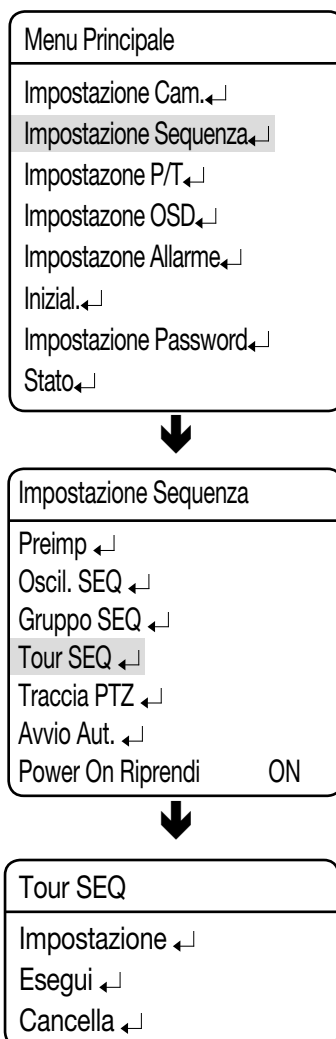 Menu Principale
Impostazione Cam.↵
Impostazione Sequenza↵
Impostazone P/T↵
Impostazone OSD↵
Impostazone Allarme↵
Inizial.↵
Impostazione Password↵
Stato↵
Impostazione Sequenza
Preimp ↵
Oscil. SEQ ↵
Gruppo SEQ ↵
Tour SEQ ↵
Traccia PTZ ↵
Avvio Aut. ↵
Power On Riprendi ON
Tour SEQ
Impostazione ↵
Esegui ↵
Cancella ↵